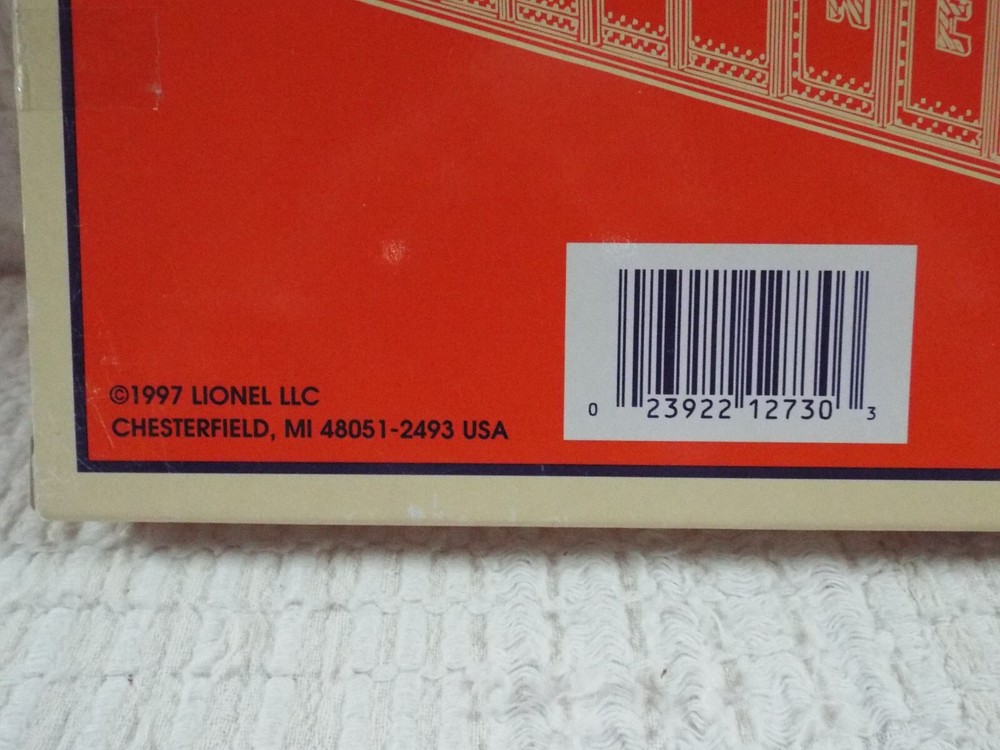 W
©1997 LIONEL LLC
CHESTERFIELD, MI 48051-2493 USA
0 23922 12730 3